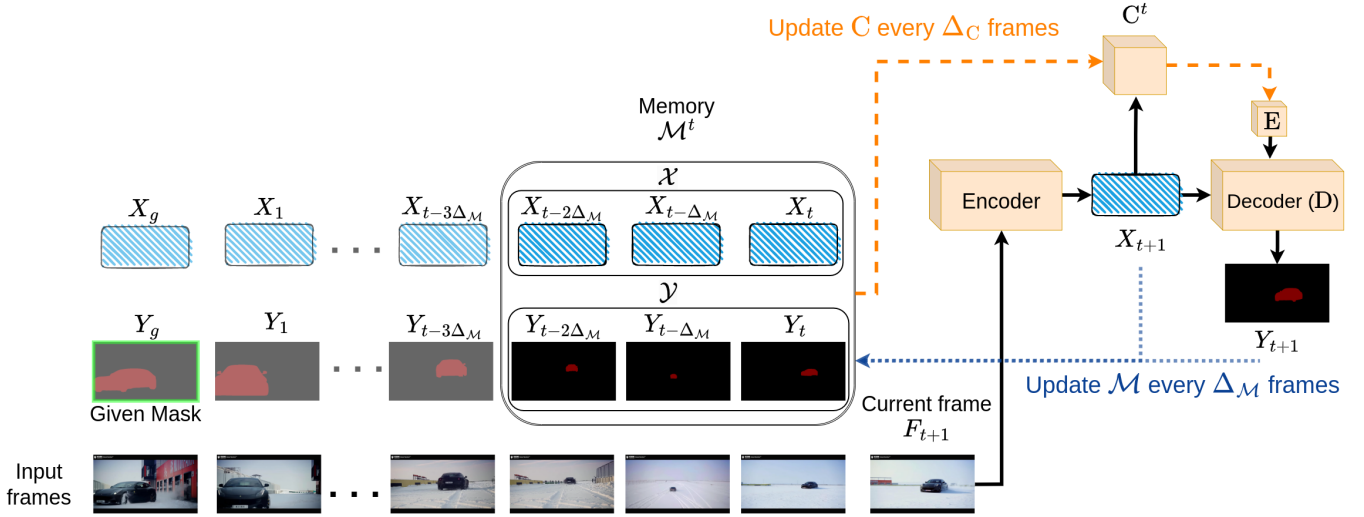 Update C every Δ_C frames
C^t
Memory
ℳ^t
E
𝒳
Encoder
Decoder (D)
X_g
X_1
X_{t−3Δ_ℳ}
X_{t−2Δ_ℳ}
X_{t−Δ_ℳ}
X_t
X_{t+1}
. . .
𝒴
Y_g
Y_1
Y_{t−3Δ_ℳ}
Y_{t−2Δ_ℳ}
Y_{t−Δ_ℳ}
Y_t
Y_{t+1}
. . .
Update ℳ every Δ_ℳ frames
Given Mask
Current frame
F_{t+1}
Input
frames
. . .